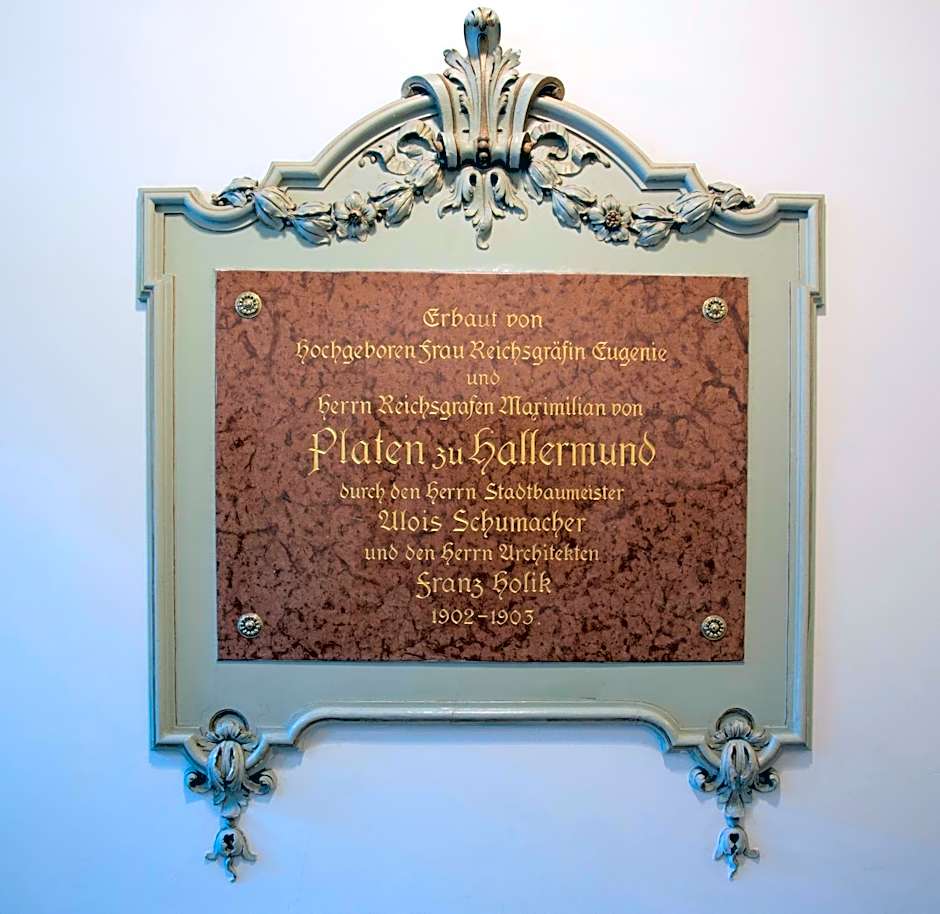 Erbaut von
Hochgeboren Frau Reichsgräfin Eugenie
und
Herrn Reichsgrafen Maximilian von
Platen zu Hallermund
durch den Herrn Stadtbaumeister
Alois Schumacher
und den Herrn Architekten
Franz Holik
1902-1903.